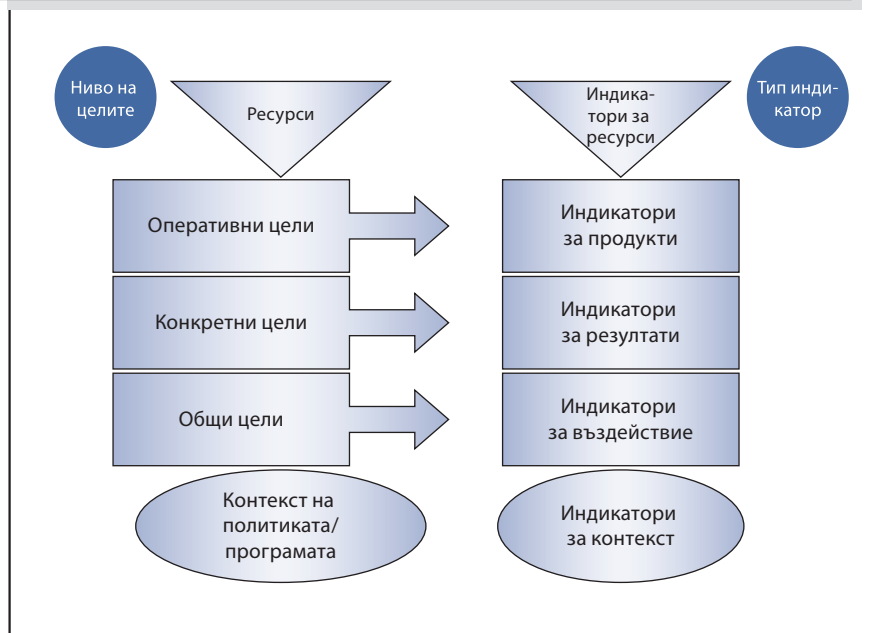 Ниво на
целите
Ресурси
Индика-
тори за
ресурси
Тип инди-
катор
Оперативни цели
Индикатори
за продукти
Конкретни цели
Индикатори
за резултати
Общи цели
Индикатори
за въздействие
Контекст на
политиката/
програмата
Индикатори
за контекст